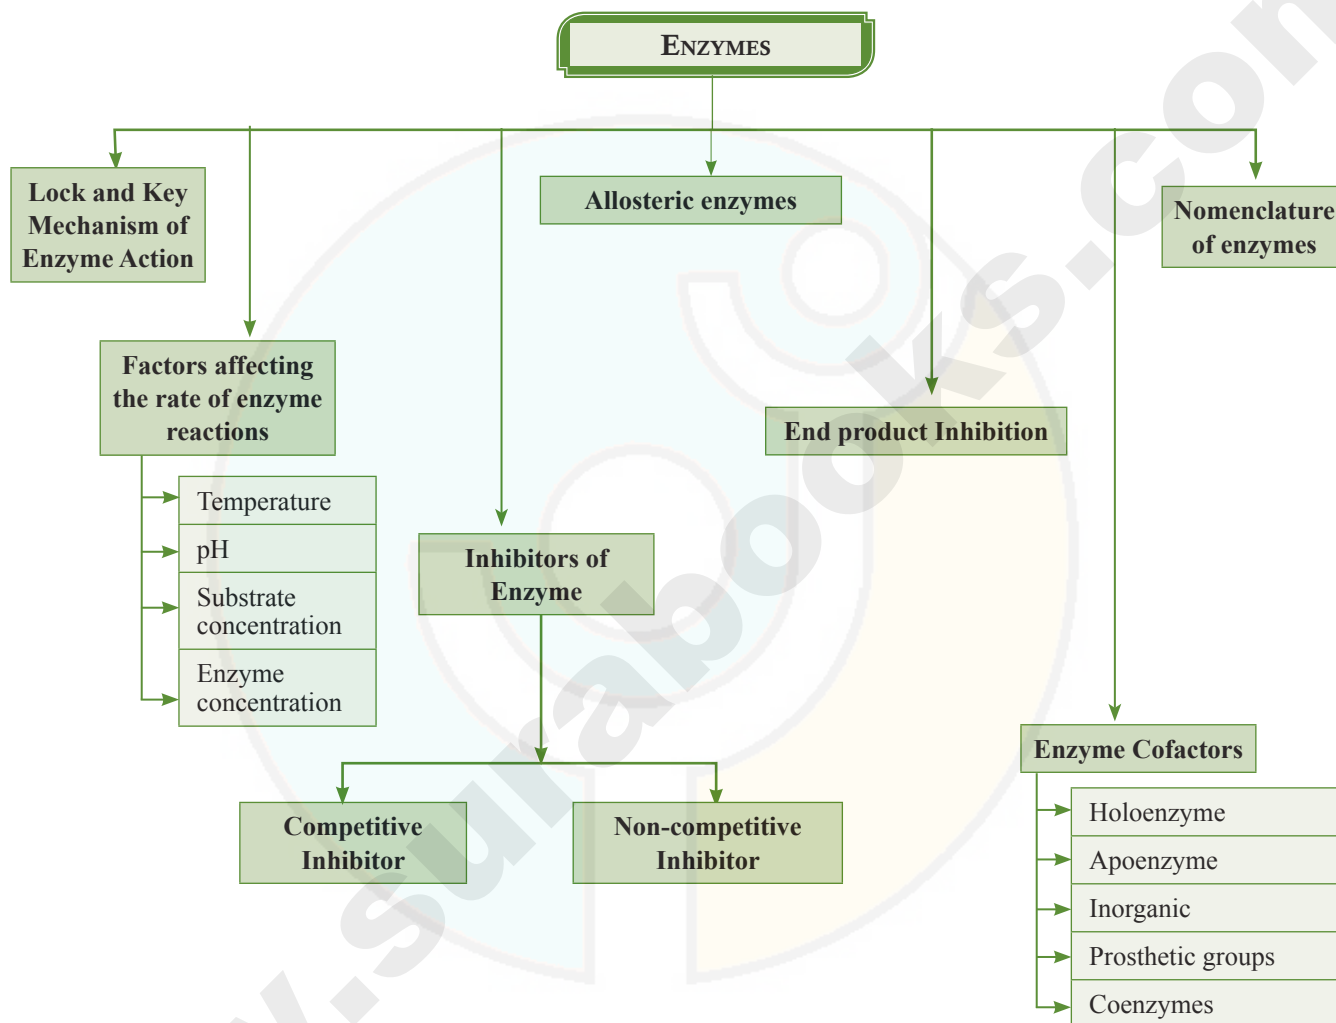 ENZYMES
Lock and Key
Mechanism of
Enzyme Action
Allosteric enzymes
Nomenclature
of enzymes
Factors affecting
the rate of enzyme
reactions
Temperature
pH
Substrate
concentration
Enzyme
concentration
End product Inhibition
Inhibitors of
Enzyme
Competitive
Inhibitor
Non-competitive
Inhibitor
Enzyme Cofactors
Holoenzyme
Apoenzyme
Inorganic
Prosthetic groups
Coenzymes
w.surabooks.com